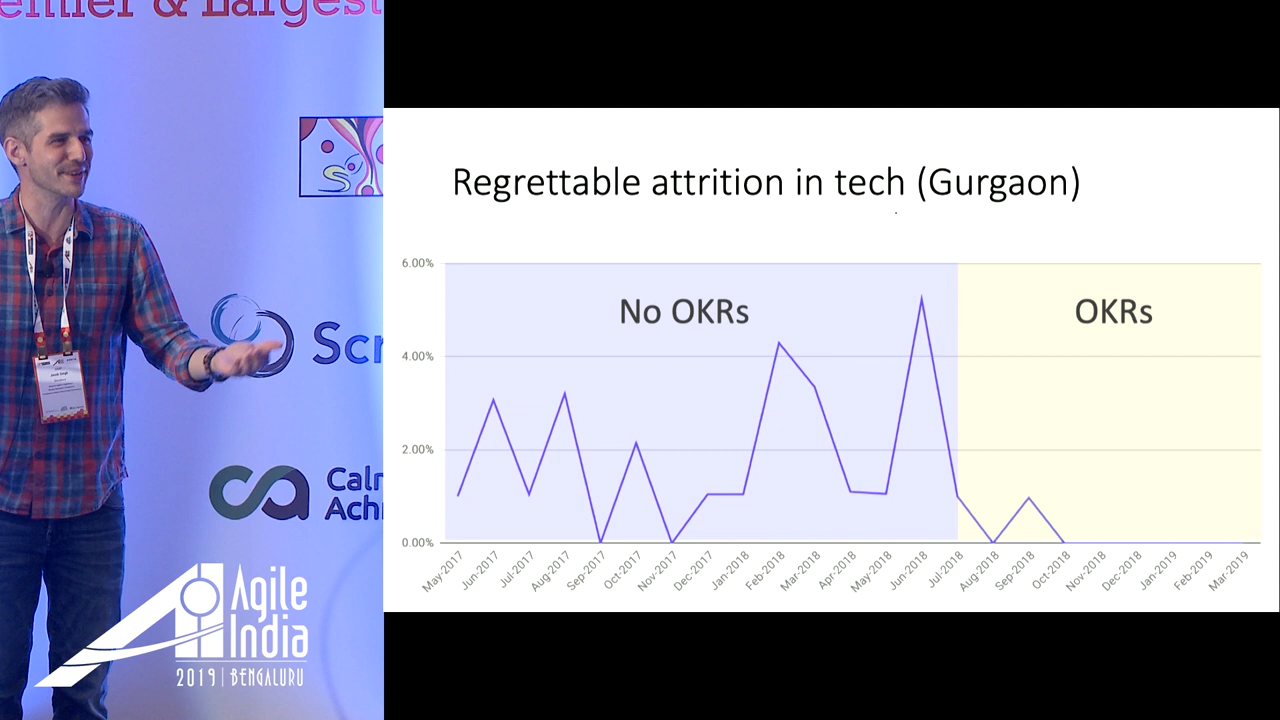 emier & Largest
Scr
Caln
Achi
Agile
India
2019 | BENGALURU
Regrettable attrition in tech (Gurgaon)
No OKRs
OKRs
6.00%
4.00%
2.00%
0.00%
May-2017
Jun-2017
Jul-2017
Aug-2017
Sep-2017
Oct-2017
Nov-2017
Dec-2017
Jan-2018
Feb-2018
Mar-2018
Apr-2018
May-2018
Jun-2018
Jul-2018
Aug-2018
Sep-2018
Oct-2018
Nov-2018
Dec-2018
Jan-2019
Feb-2019
Mar-2019